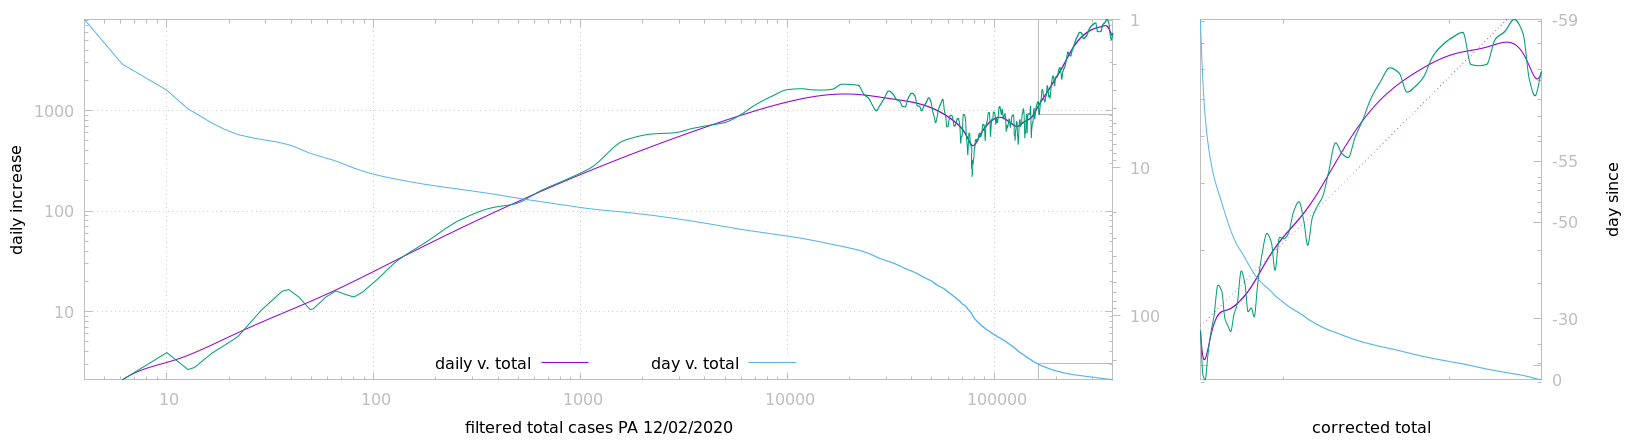 1
-59
1000
10
-55
daily increase
100
-50
day since
10
100
-30
daily v. total
day v. total
0
10
100
1000
10000
100000
filtered total cases PA 12/02/2020
corrected total